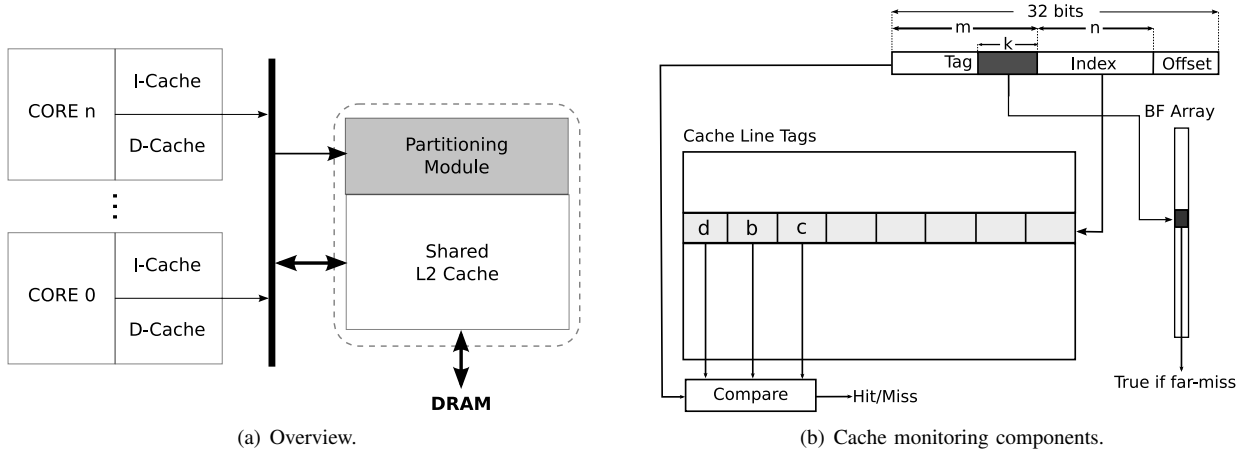 CORE n
I-Cache
D-Cache
...
CORE 0
I-Cache
D-Cache
Partitioning
Module
Shared
L2 Cache
DRAM
(a) Overview.
32 bits
m
n
k
Tag
Index
Offset
BF Array
Cache Line Tags
d
b
c
Compare
Hit/Miss
True if far-miss
(b) Cache monitoring components.